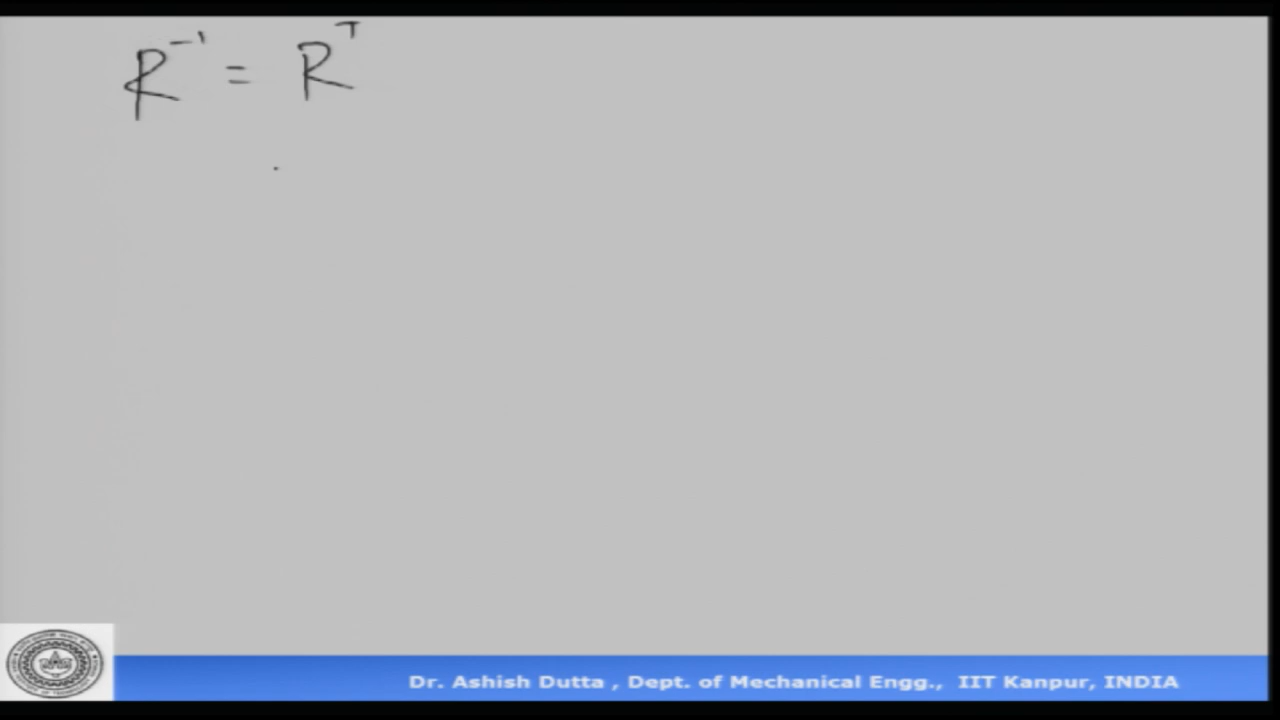 R⁻¹ = Rᵀ
Dr. Ashish Dutta , Dept. of Mechanical Engg., IIT Kanpur, INDIA